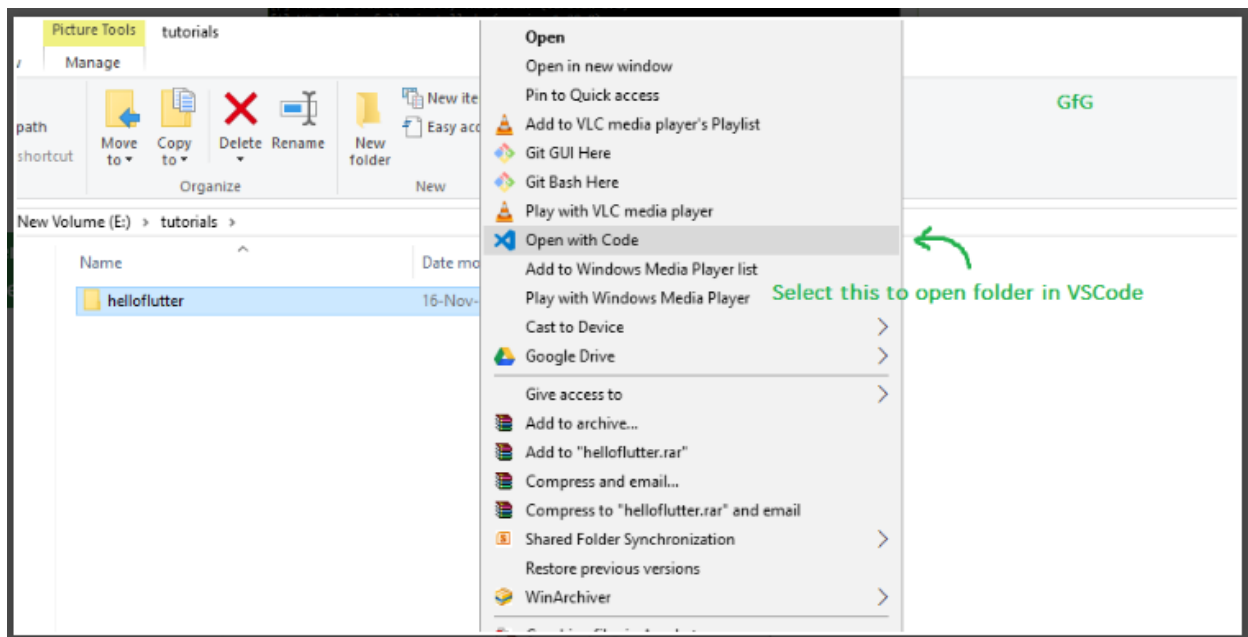 Picture Tools
tutorials
Manage
path
shortcut
Move to
Copy to
Delete
Rename
New folder
New ite
Easy acc
Organize
New
New Volume (E:) > tutorials >
Name
Date mo
helloflutter
16-Nov-
Open
Open in new window
Pin to Quick access
Add to VLC media player's Playlist
Git GUI Here
Git Bash Here
Play with VLC media player
Open with Code
Add to Windows Media Player list
Play with Windows Media Player
Cast to Device
Google Drive
Give access to
Add to archive...
Add to "helloflutter.rar"
Compress and email...
Compress to "helloflutter.rar" and email
Shared Folder Synchronization
Restore previous versions
WinArchiver
GfG
Select this to open folder in VSCode